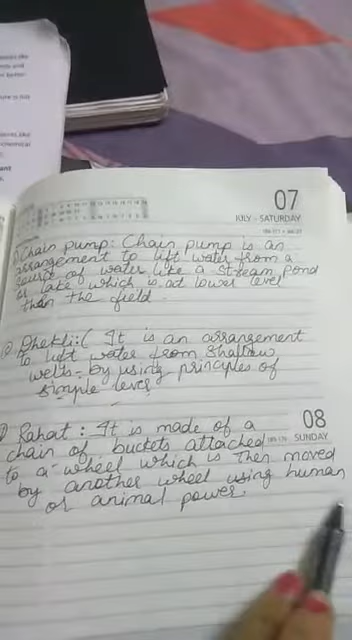 07
JULY - SATURDAY
Chain pump: Chain pump is an
arrangement to lift water from a
source of water like a stream pond
or lake which is at lower level
than the field.
Dhekli:( It is an arrangement
to lift water from shallow
wells by using principles of
simple lever
08
SUNDAY
Rahat : It is made of a
chain of buckets attached
to a wheel which is then moved
by another wheel using human
or animal power.